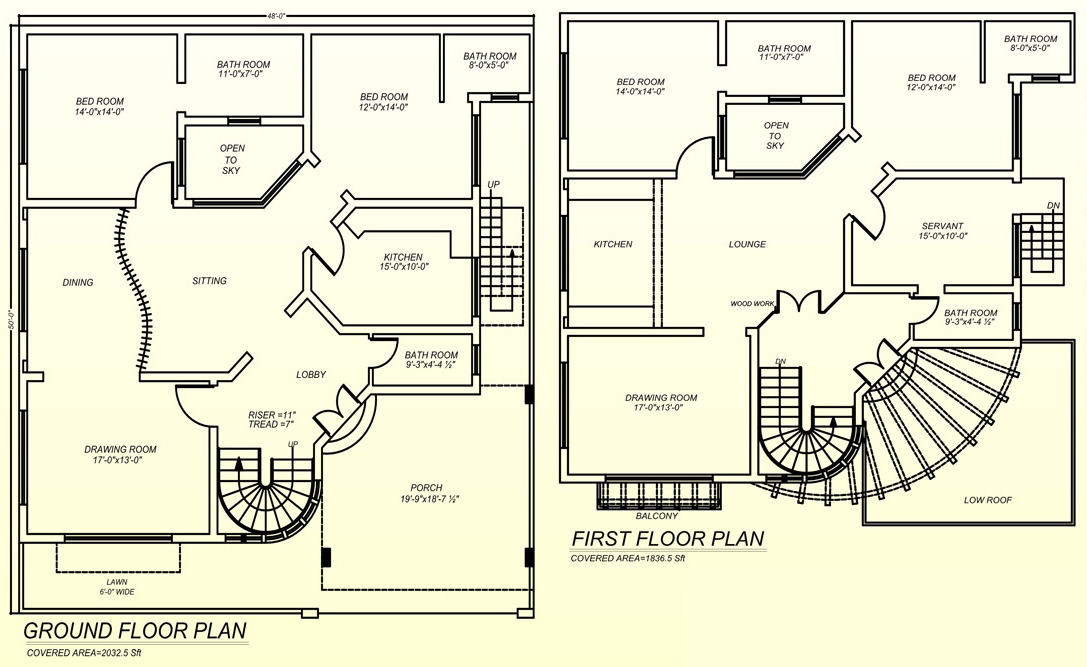 48'-0"
50'-0"
BED ROOM
14'-0"x14'-0"
BATH ROOM
11'-0"x7'-0"
BED ROOM
12'-0"x14'-0"
BATH ROOM
8'-0"x5'-0"
OPEN
TO
SKY
UP
DINING
SITTING
KITCHEN
15'-0"x10'-0"
LOBBY
BATH ROOM
9'-3"x4'-4 ½"
RISER =11"
TREAD =7"
UP
DRAWING ROOM
17'-0"x13'-0"
PORCH
19'-9"x18'-7 ½"
LAWN
6'-0" WIDE
GROUND FLOOR PLAN
COVERED AREA=2032.5 Sft
BED ROOM
14'-0"x14'-0"
BATH ROOM
11'-0"x7'-0"
BED ROOM
12'-0"x14'-0"
BATH ROOM
8'-0"x5'-0"
OPEN
TO
SKY
DN
KITCHEN
LOUNGE
SERVANT
15'-0"x10'-0"
WOOD WORK
BATH ROOM
9'-3"x4'-4 ½"
DN
DRAWING ROOM
17'-0"x13'-0"
LOW ROOF
BALCONY
FIRST FLOOR PLAN
COVERED AREA=1836.5 Sft